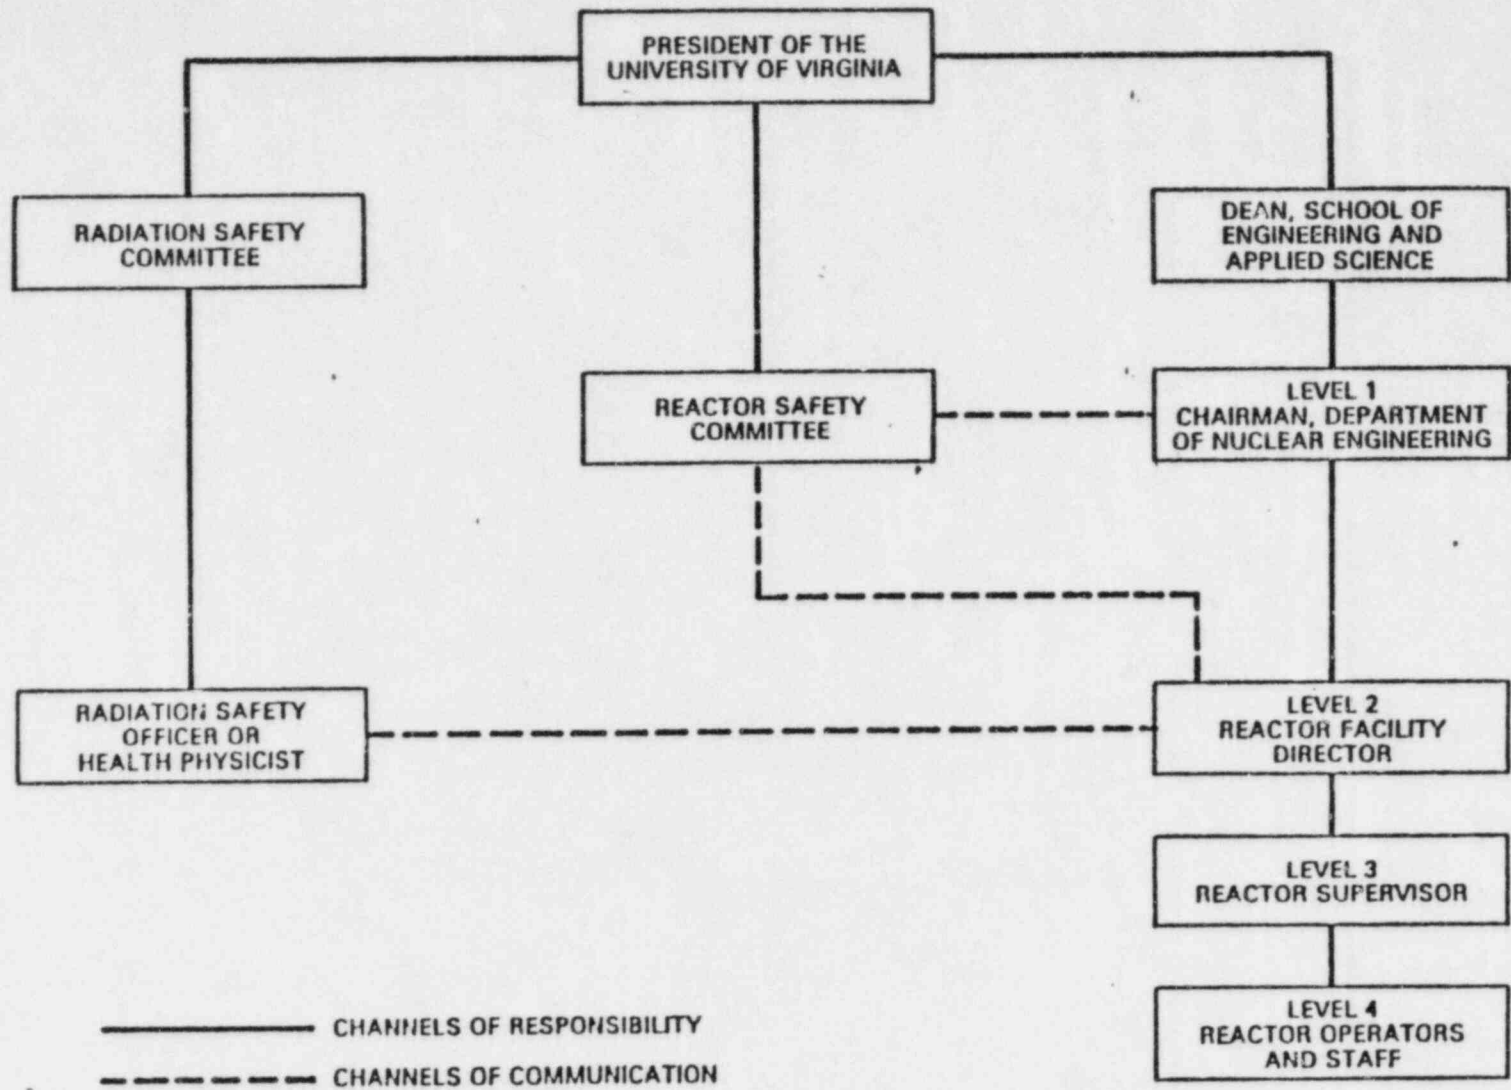 PRESIDENT OF THE
UNIVERSITY OF VIRGINIA
RADIATION SAFETY
COMMITTEE
DEAN, SCHOOL OF
ENGINEERING AND
APPLIED SCIENCE
REACTOR SAFETY
COMMITTEE
LEVEL 1
CHAIRMAN, DEPARTMENT
OF NUCLEAR ENGINEERING
RADIATION SAFETY
OFFICER OR
HEALTH PHYSICIST
LEVEL 2
REACTOR FACILITY
DIRECTOR
LEVEL 3
REACTOR SUPERVISOR
LEVEL 4
REACTOR OPERATORS
AND STAFF
CHANNELS OF RESPONSIBILITY
CHANNELS OF COMMUNICATION